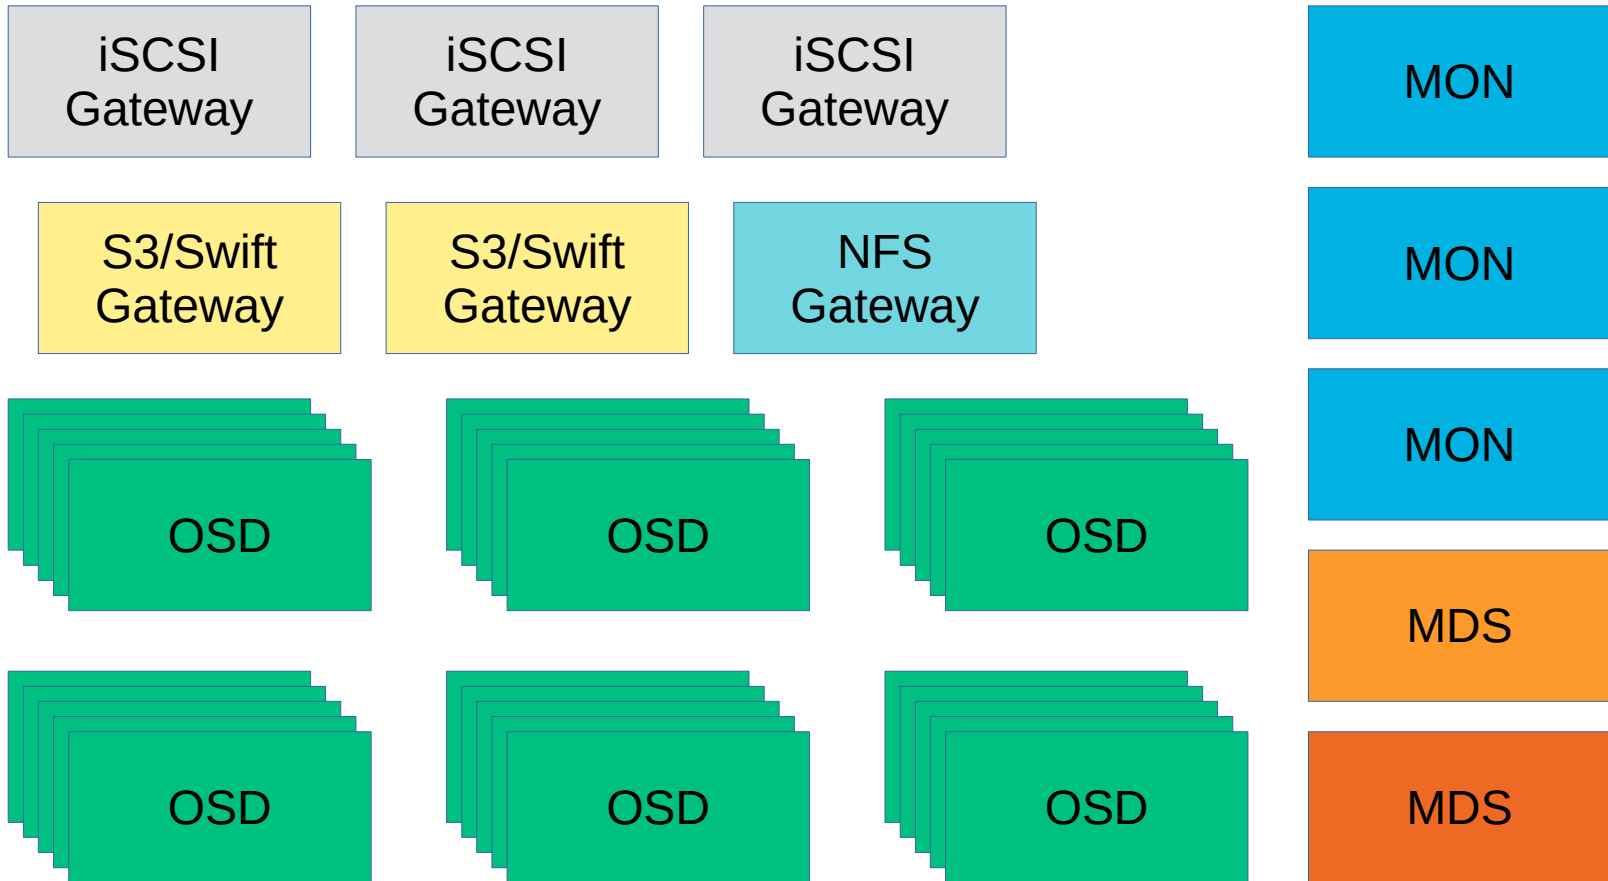 iSCSI
Gateway
iSCSI
Gateway
iSCSI
Gateway
MON
S3/Swift
Gateway
S3/Swift
Gateway
NFS
Gateway
MON
OSD
OSD
OSD
MON
MDS
OSD
OSD
OSD
MDS